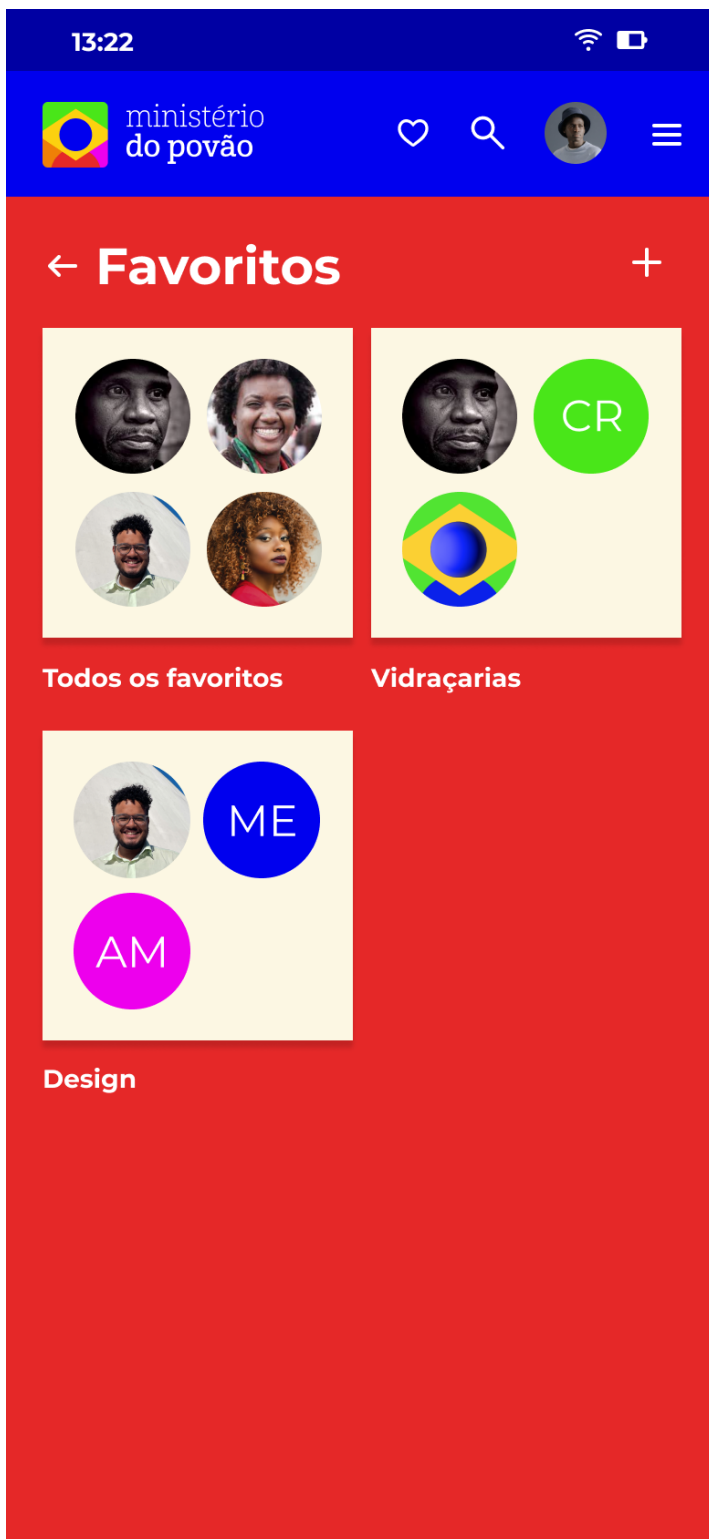 13:22
ministério
do povão
Favoritos
CR
Todos os favoritos
Vidraçarias
ME
AM
Design